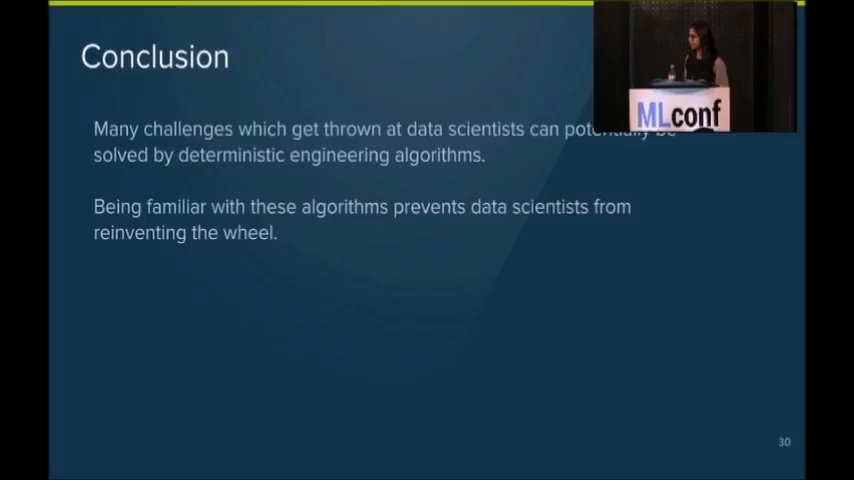 Conclusion
Many challenges which get thrown at data scientists can potentially be
solved by deterministic engineering algorithms.
Being familiar with these algorithms prevents data scientists from
reinventing the wheel.
MLconf
30